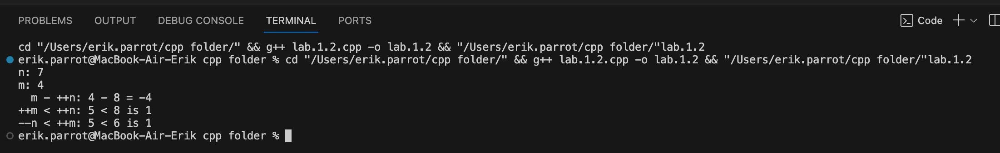 PROBLEMS OUTPUT DEBUG CONSOLE TERMINAL PORTS Code
cd "/Users/erik.parrot/cpp folder/" && g++ lab.1.2.cpp -o lab.1.2 && "/Users/erik.parrot/cpp folder/"lab.1.2
erik.parrot@MacBook-Air-Erik cpp folder % cd "/Users/erik.parrot/cpp folder/" && g++ lab.1.2.cpp -o lab.1.2 && "/Users/erik.parrot/cpp folder/"lab.1.2
n: 7
m: 4
  m - ++n: 4 - 8 = -4
++m < ++n: 5 < 8 is 1
--n < ++m: 5 < 6 is 1
erik.parrot@MacBook-Air-Erik cpp folder %